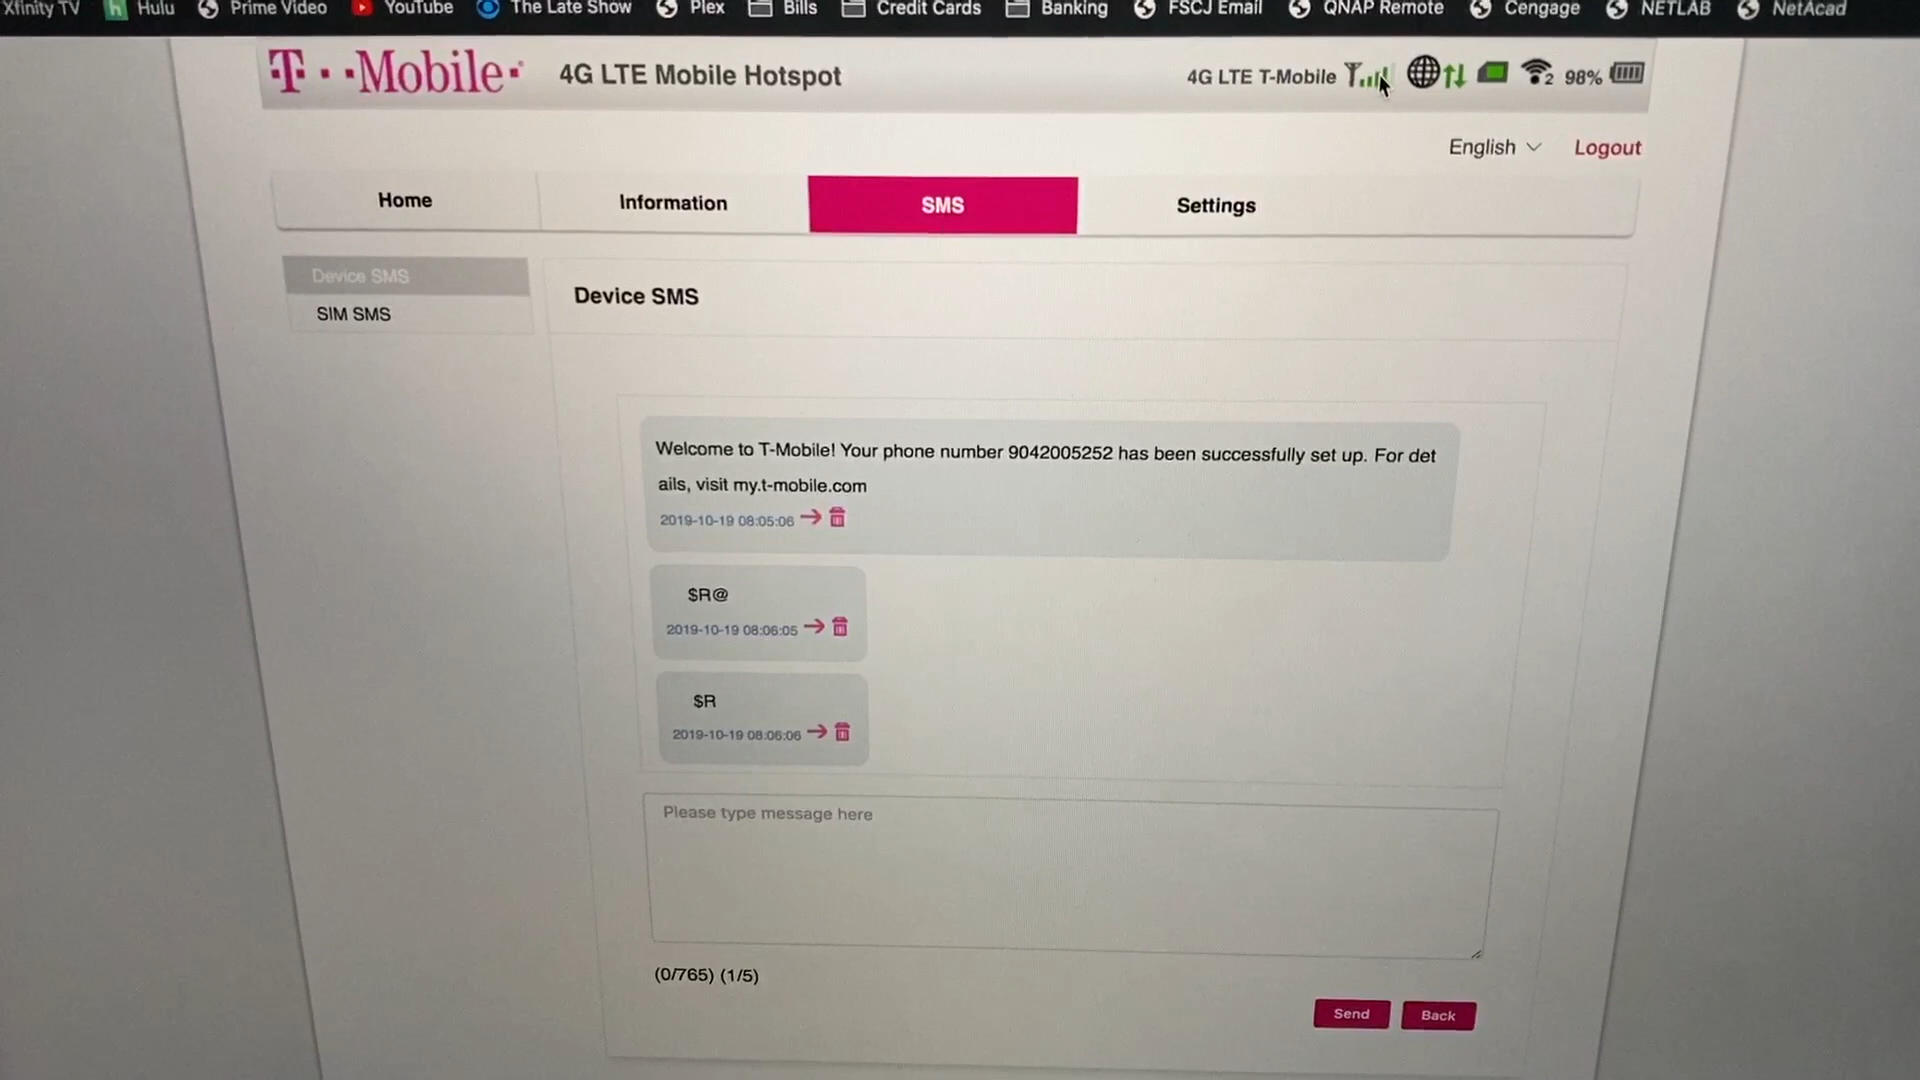 Xfinity TV Hulu Prime Video YouTube The Late Show Plex Bills Credit Cards Banking FSCJ Email QNAP Remote Cengage NETLAB NetAcad
T··Mobile· 4G LTE Mobile Hotspot 4G LTE T-Mobile 2 98%
English Logout
Home Information SMS Settings
Device SMS
SIM SMS
Device SMS
Welcome to T-Mobile! Your phone number 9042005252 has been successfully set up. For det
ails, visit my.t-mobile.com
2019-10-19 08:05:06
$R@
2019-10-19 08:06:05
$R
2019-10-19 08:06:06
Please type message here
(0/765) (1/5)
Send Back